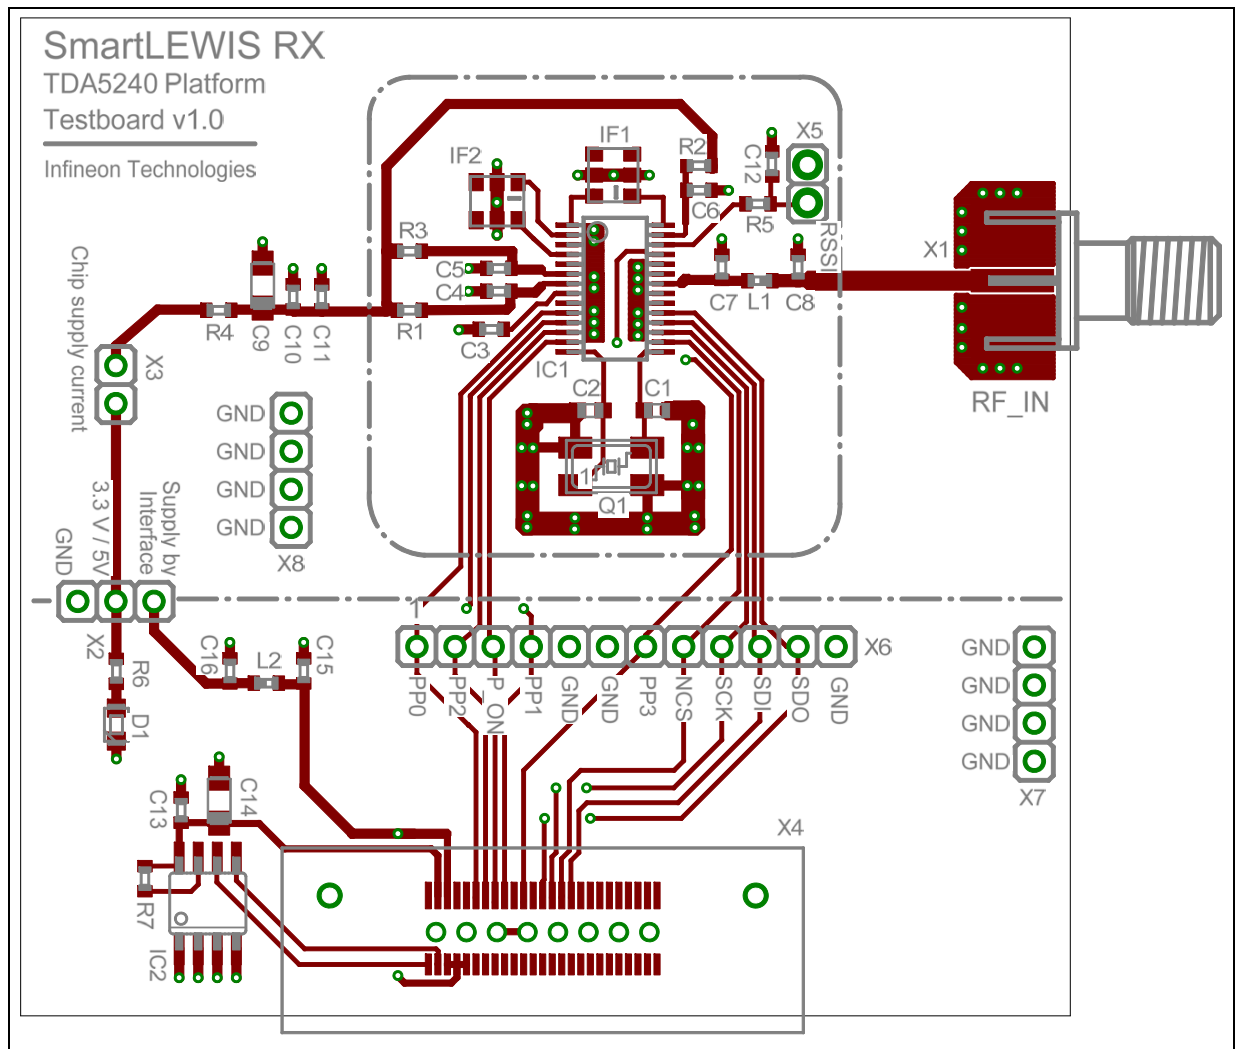 SmartLEWIS RX
TDA5240 Platform
Testboard v1.0
Infineon Technologies
IF1
IF2
R2
C12
X5
C6
R5
RSSI
X1
R3
C5
C4
R1
C3
C7
L1
C8
Chip supply current
R4
C9
C10
C11
X3
IC1
C2
C1
RF_IN
GND
GND
GND
GND
X8
1
Q1
GND
3.3 V / 5V
Supply by
Interface
X2
1
X6
R6
C16
L2
C15
PP0
PP2
P_ON
PP1
GND
GND
PP3
NCS
SCK
SDI
SDO
GND
GND
GND
GND
GND
X7
D1
C13
C14
X4
R7
IC2